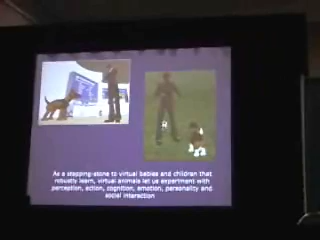 As a stepping-stone to virtual babies and children that
robustly learn, virtual animals let us experiment with
perception, action, cognition, emotion, personality and
social interaction